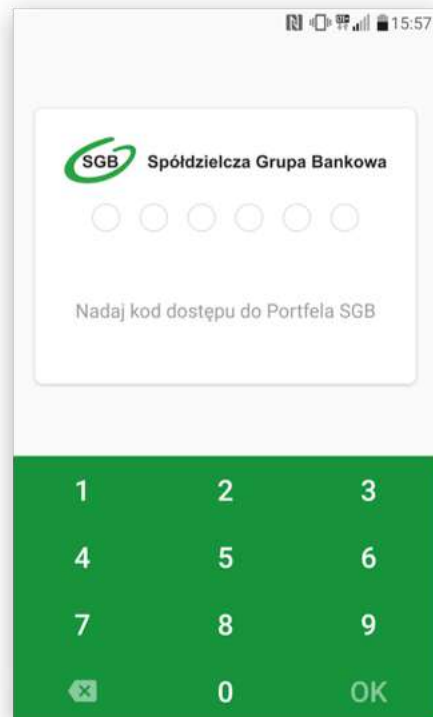 15:57
SGB Spółdzielcza Grupa Bankowa
Nadaj kod dostępu do Portfela SGB
1 2 3
4 5 6
7 8 9
0 OK